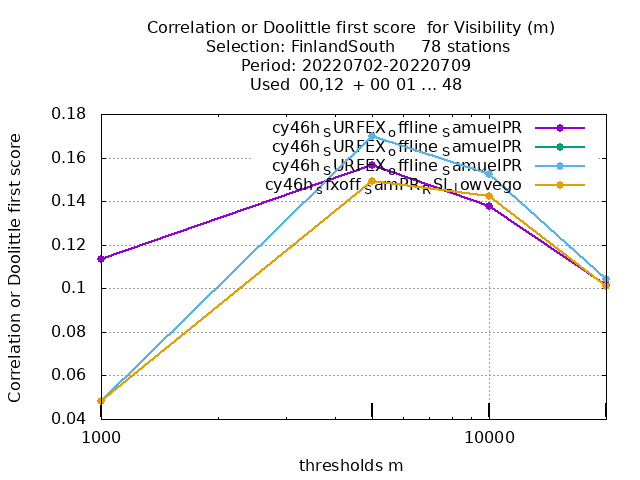 Correlation or Doolittle first score  for Visibility (m)
Selection: FinlandSouth     78 stations
Period: 20220702-20220709
Used  00,12  + 00 01 ... 48
Correlation or Doolittle first score
0.18
0.16
0.14
0.12
0.1
0.08
0.06
0.04
cy46h_SURFEX_offline_SamuelPR
cy46h_SURFEX_offline_SamuelPR
cy46h_SURFEX_offline_SamuelPR
1000
10000
thresholds m